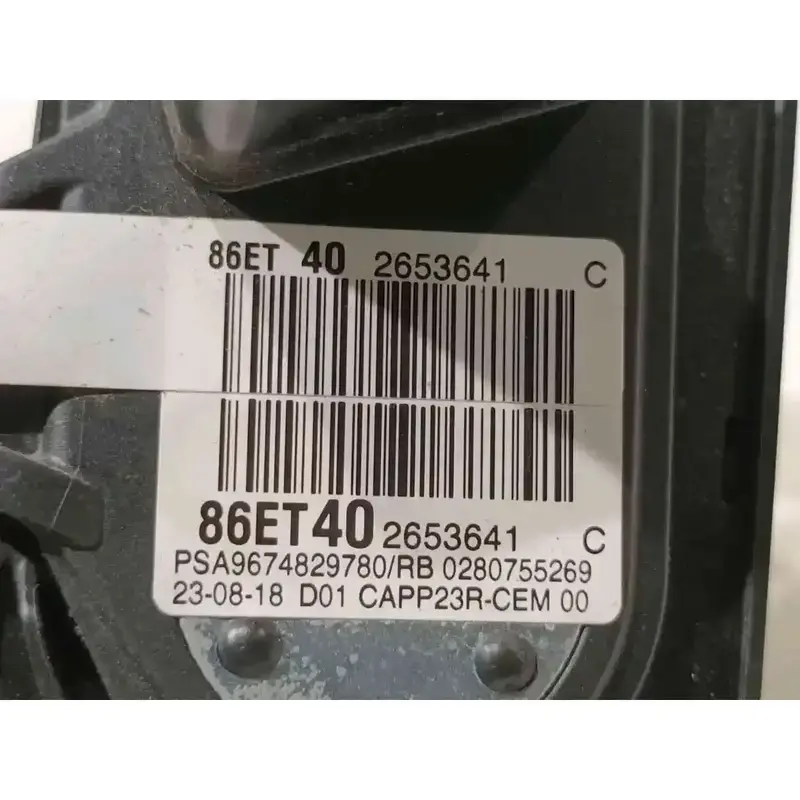 86ET 40 2653641 C
86ET40 2653641 C
PSA9674829780/RB 0280755269
23-08-18 D01 CAPP23R-CEM 00